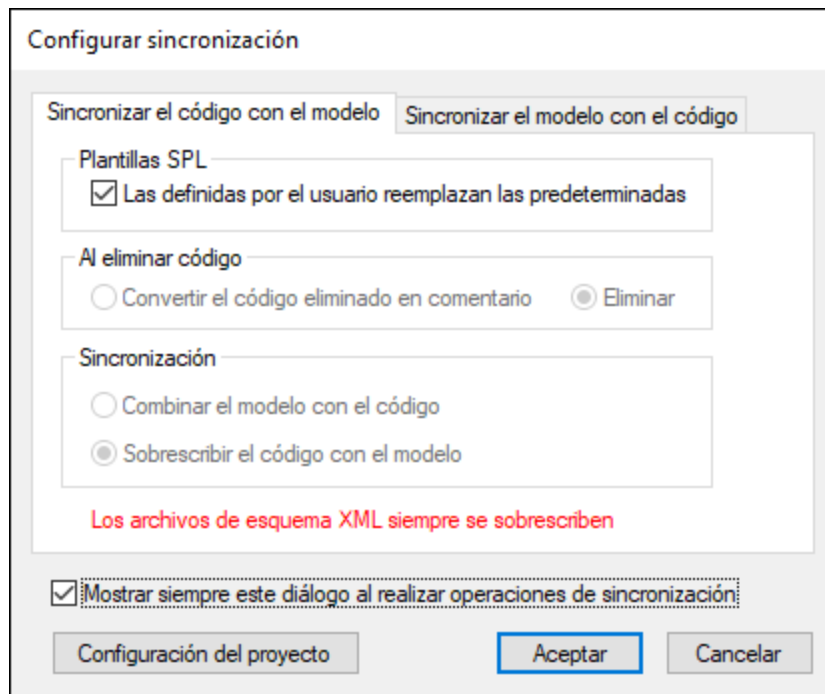 Configurar sincronización
Sincronizar el código con el modelo
Sincronizar el modelo con el código
Plantillas SPL
Las definidas por el usuario reemplazan las predeterminadas
Al eliminar código
Convertir el código eliminado en comentario
Eliminar
Sincronización
Combinar el modelo con el código
Sobrescribir el código con el modelo
Los archivos de esquema XML siempre se sobrescriben
Mostrar siempre este diálogo al realizar operaciones de sincronización
Configuración del proyecto
Aceptar
Cancelar